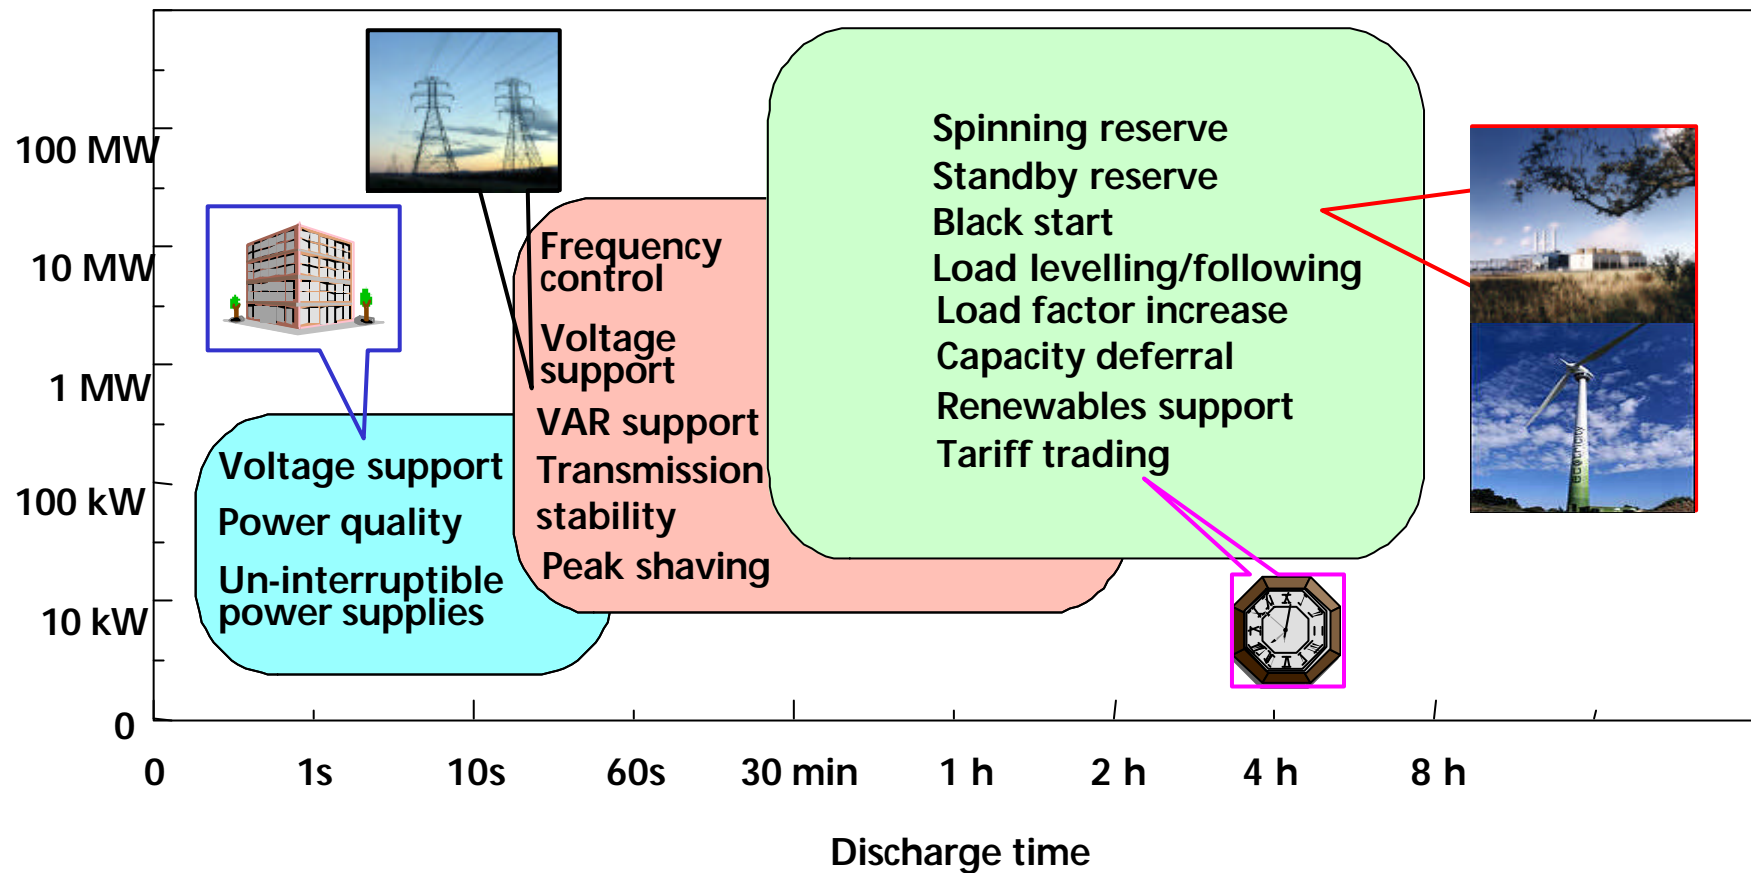 100 MW
10 MW
1 MW
100 kW
10 kW
0
Voltage support
Power quality
Un-interruptible
power supplies
Frequency
control
Voltage
support
VAR support
Transmission
stability
Peak shaving
Spinning reserve
Standby reserve
Black start
Load levelling/following
Load factor increase
Capacity deferral
Renewables support
Tariff trading
0 1s 10s 60s 30 min 1 h 2 h 4 h 8 h
Discharge time